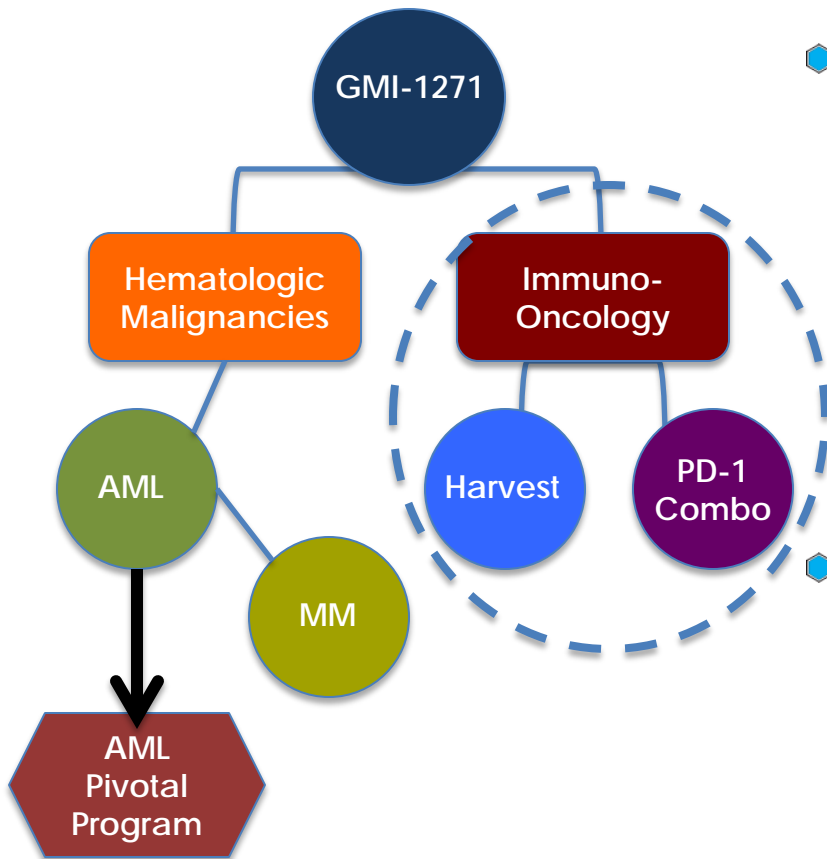 GMI-1271
Hematologic
Malignancies
Immuno-
Oncology
AML
Harvest
PD-1
Combo
MM
AML
Pivotal
Program